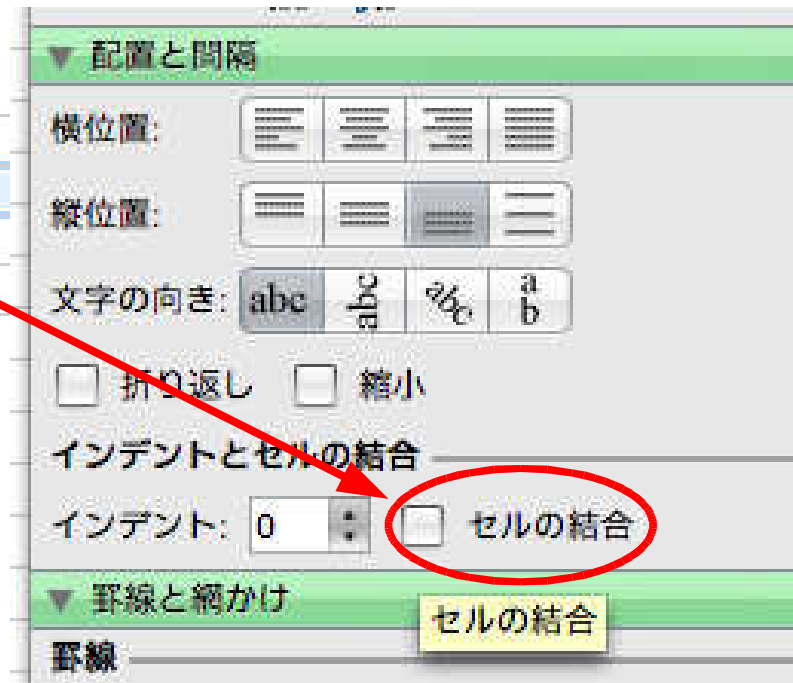 配置と間隔
横位置:
縦位置:
文字の向き: abc abc abc a b
折り返し 縮小
インデントとセルの結合
インデント: 0 セルの結合
罫線と網かけ
セルの結合
罫線